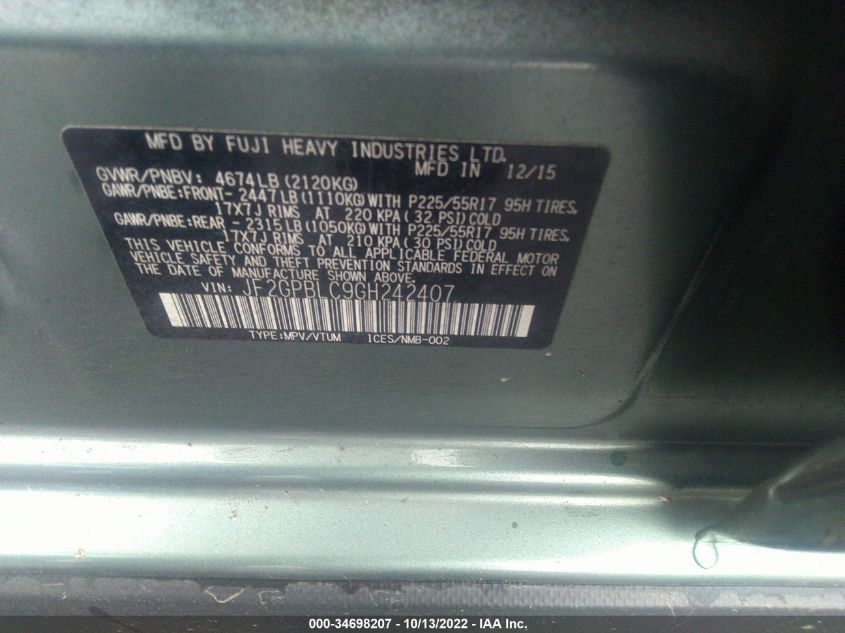 MFD BY FUJI HEAVY INDUSTRIES LTD.
MFD IN 12/15
GVWR/PNBV: 4674LB (2120KG)
GAWR/PNBE:FRONT- 2447LB(1110KG)WITH P225/55R17 95H TIRES,
17X7J RIMS AT 220 KPA (32 PSI)COLD
GAWR/PNBE:REAR - 2315LB(1050KG)WITH P225/55R17 95H TIRES,
17X7J RIMS AT 210 KPA (30 PSI)COLD
THIS VEHICLE CONFORMS TO ALL APPLICABLE FEDERAL MOTOR
VEHICLE SAFETY AND THEFT PREVENTION STANDARDS IN EFFECT ON
THE DATE OF MANUFACTURE SHOWN ABOVE.
VIN: JF2GPBLC9GH242407
TYPE:MPV/VTUM ICES/NMB-002
000-34698207 - 10/13/2022 - IAA Inc.